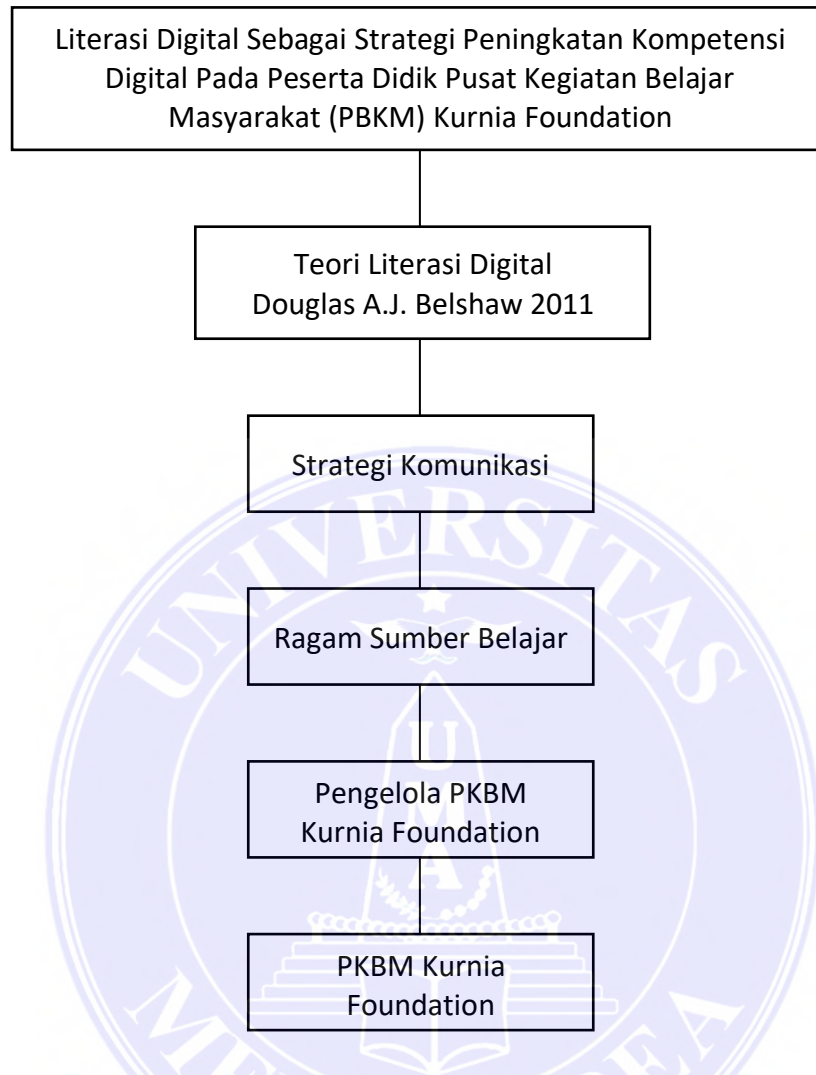 Literasi Digital Sebagai Strategi Peningkatan Kompetensi
Digital Pada Peserta Didik Pusat Kegiatan Belajar
Masyarakat (PBKM) Kurnia Foundation
Teori Literasi Digital
Douglas A.J. Belshaw 2011
Strategi Komunikasi
UNIVERSITAS
Ragam Sumber Belajar
U
M
Pengelola PKBM
Kurnia Foundation
A
PKBM Kurnia
Foundation